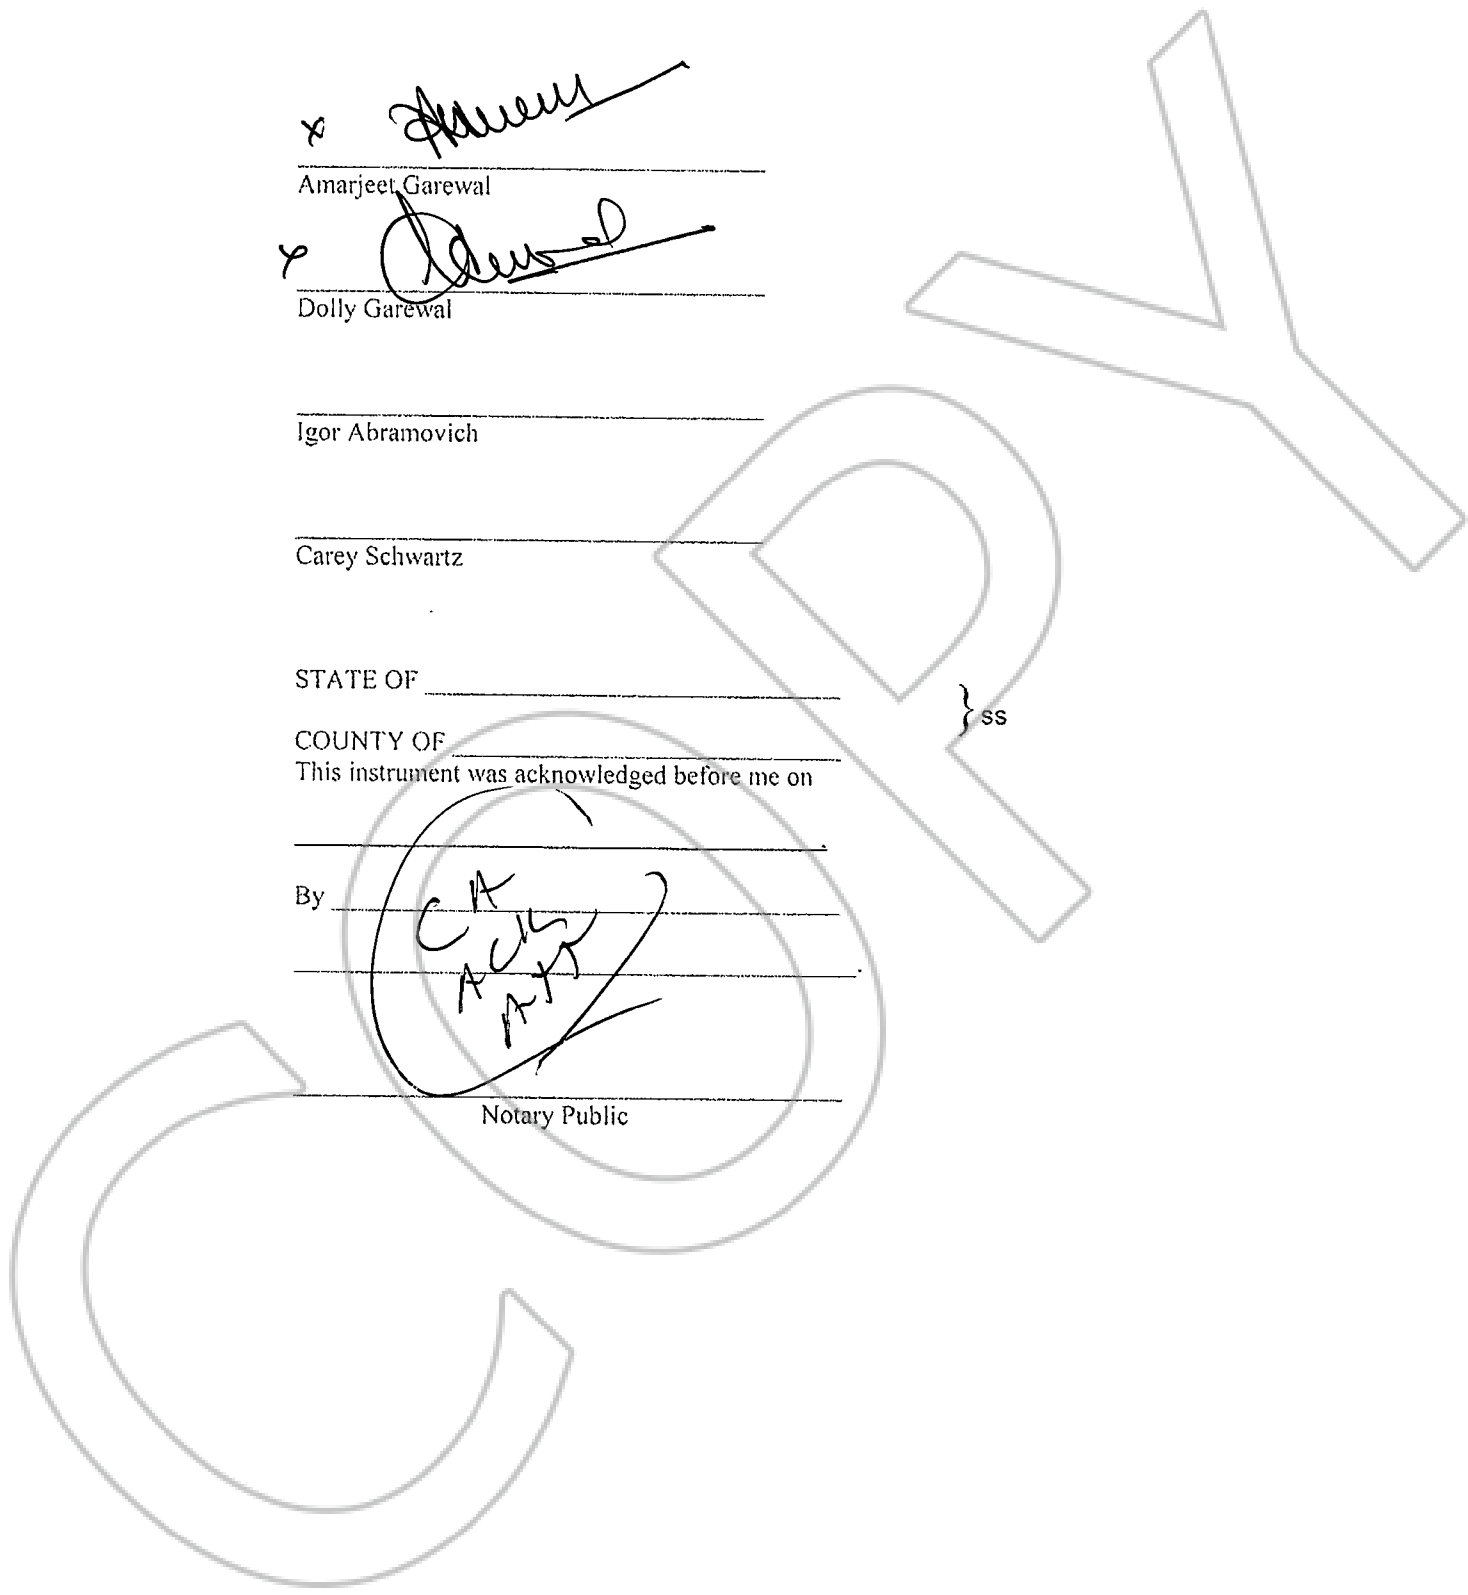 x
Amarjeet Garewal
x
Dolly Garewal
Igor Abramovich
Carey Schwartz
STATE OF
} ss
COUNTY OF
This instrument was acknowledged before me on
By
CA
ACK
Notary Public
COPY